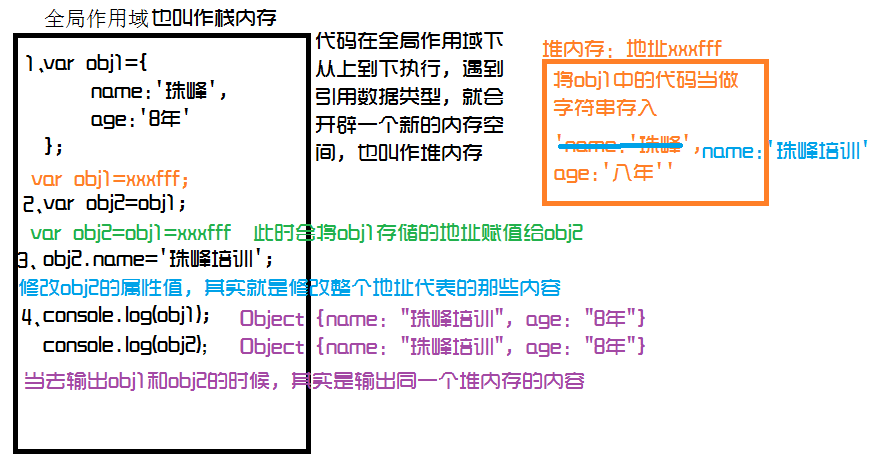 全局作用域也叫作栈内存
1、var obj1={
name:'珠峰',
age:'8年'
};
var obj1=xxxfff;
2、var obj2=obj1;
var obj2=obj1=xxxfff 此时会将obj1存储的地址赋值给obj2
3、obj2.name='珠峰培训';
修改obj2的属性值，其实就是修改整个地址代表的那些内容
4、console.log(obj1); Object {name: "珠峰培训", age: "8年"}
console.log(obj2); Object {name: "珠峰培训", age: "8年"}
当去输出obj1和obj2的时候，其实是输出同一个堆内存的内容
代码在全局作用域下
从上到下执行，遇到
引用数据类型，就会
开辟一个新的内存空
间，也叫作堆内存
堆内存：地址xxxfff
将obj1中的代码当做
字符串存入
'name:'珠峰',
name:'珠峰培训'
age:'八年''